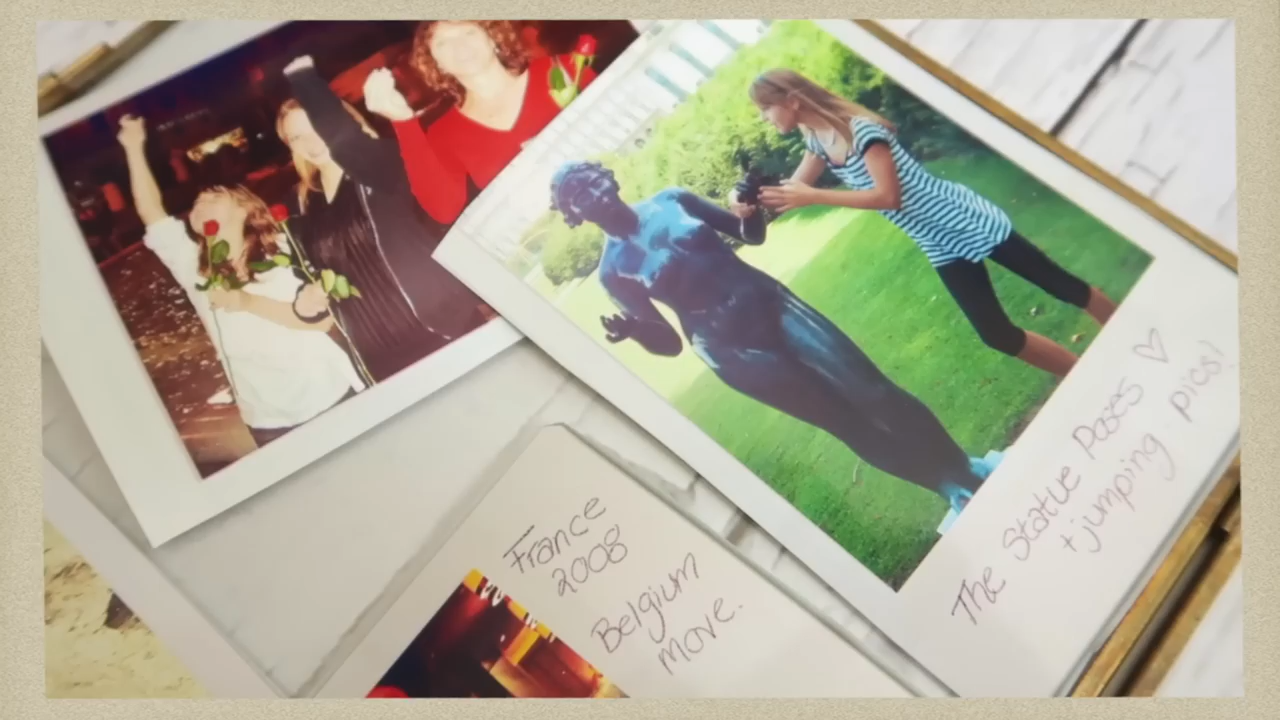 The Statue Poses ♡
+ jumping pics!
France
2008
Belgium
move.